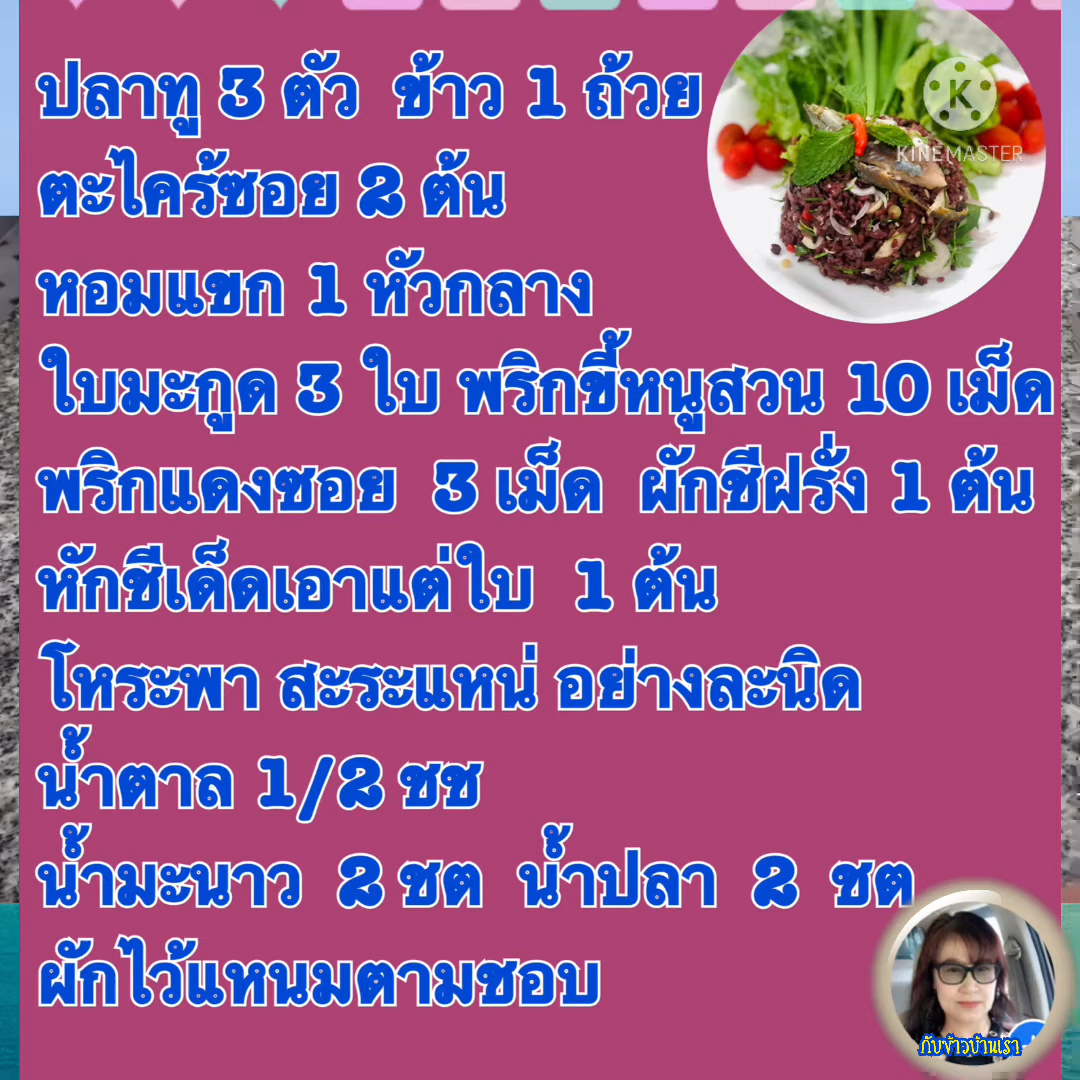 ปลาทู 3 ตัว ข้าว 1 ถ้วย
ตะไคร้ซอย 2 ต้น
หอมแขก 1 หัวกลาง
ใบมะกูด 3 ใบ พริกขี้หนูสวน 10 เม็ด
พริกแดงซอย 3 เม็ด ผักชีฝรั่ง 1 ต้น
หักชีเด็ดเอาแต่ใบ 1 ต้น
โหระพา สะระแหน่ อย่างละนิด
น้ำตาล 1/2 ชช
น้ำมะนาว 2 ชต น้ำปลา 2 ชต
ผักไว้แหนมตามชอบ
K
KINEMASTER
กับข้าวบ้านเรา